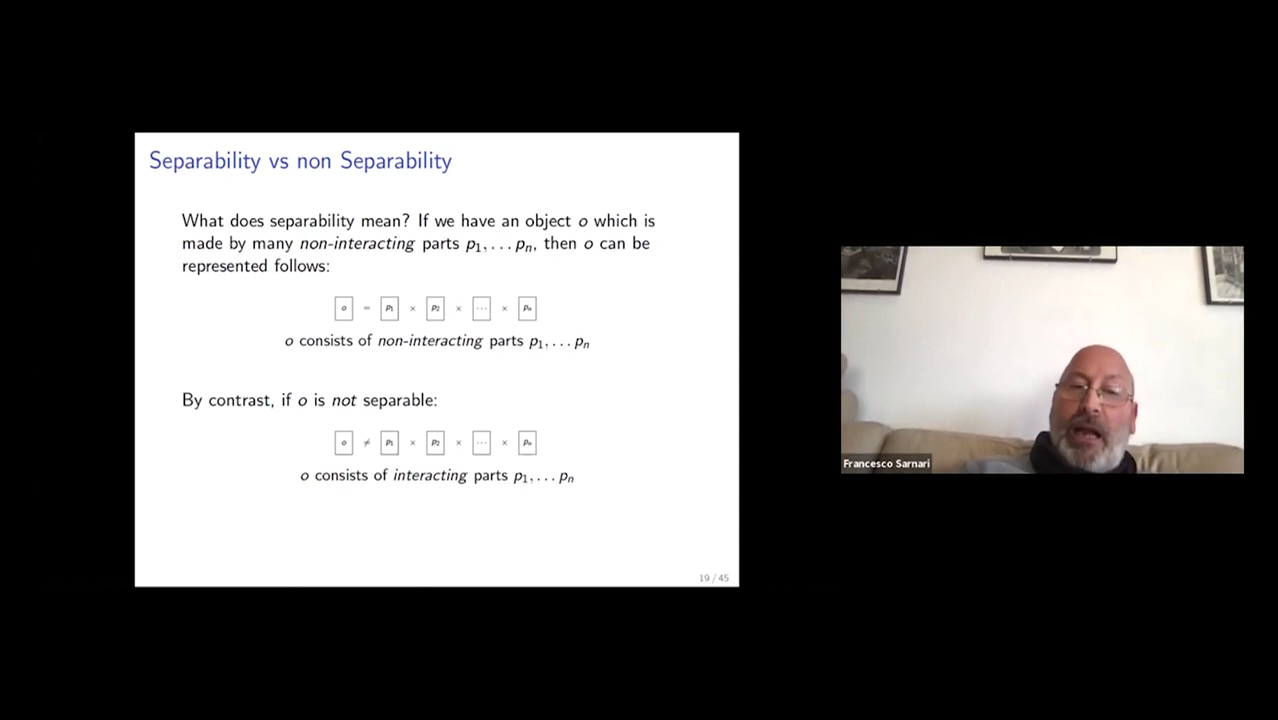 Separability vs non Separability
What does separability mean? If we have an object o which is
made by many non-interacting parts p₁, . . . pₙ, then o can be
represented follows:
o = p₁ × p₂ × ⋯ × pₙ
o consists of non-interacting parts p₁, . . . pₙ
By contrast, if o is not separable:
o ≠ p₁ × p₂ × ⋯ × pₙ
o consists of interacting parts p₁, . . . pₙ
19 / 45
Francesco Sarnari